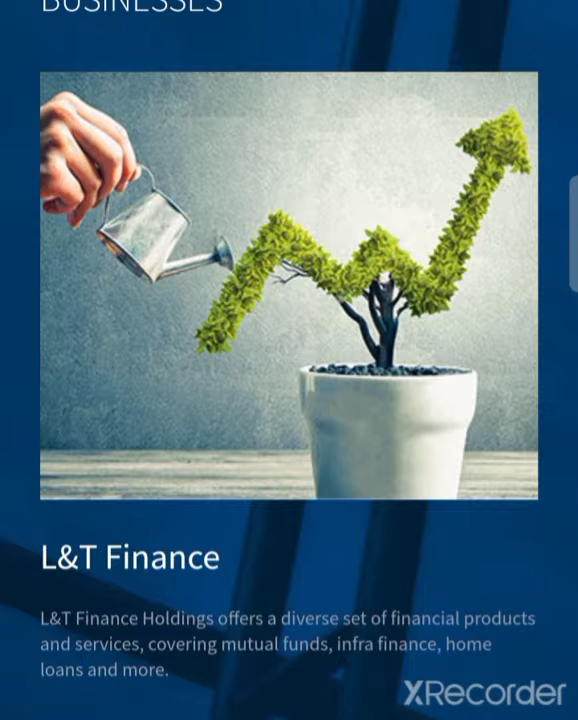 BUSINESSES
L&T Finance
L&T Finance Holdings offers a diverse set of financial products
and services, covering mutual funds, infra finance, home
loans and more.
XRecorder